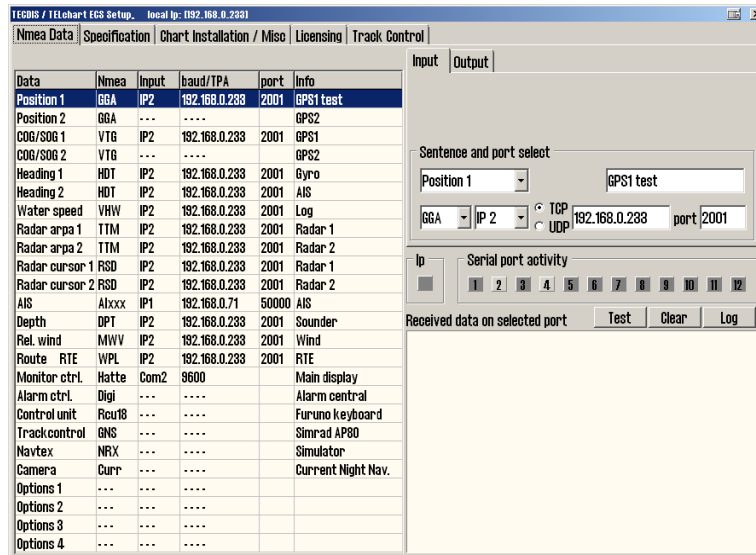 TECDIS / TELchart ECS Setup. local Ip: [192.168.0.233]
Nmea Data Specification Chart Installation / Misc Licensing Track Control
Input Output
Data Nmea Input baud/TPA port Info
Position 1 GGA IP2 192.168.0.233 2001 GPS1 test
Position 2 GGA --- ---- GPS2
COG/SOG 1 VTG IP2 192.168.0.233 2001 GPS1
COG/SOG 2 VTG --- ---- GPS2
Heading 1 HDT IP2 192.168.0.233 2001 Gyro
Heading 2 HDT IP2 192.168.0.233 2001 AIS
Water speed VHW IP2 192.168.0.233 2001 Log
Radar arpa 1 TTM IP2 192.168.0.233 2001 Radar 1
Radar arpa 2 TTM IP2 192.168.0.233 2001 Radar 2
Radar cursor 1 RSD IP2 192.168.0.233 2001 Radar 1
Radar cursor 2 RSD IP2 192.168.0.233 2001 Radar 2
AIS AIxxx IP1 192.168.0.71 50000 AIS
Depth DPT IP2 192.168.0.233 2001 Sounder
Rel. wind MWV IP2 192.168.0.233 2001 Wind
Route RTE WPL IP2 192.168.0.233 2001 RTE
Monitor ctrl. Hatte Com2 9600 Main display
Alarm ctrl. Digi --- ---- Alarm central
Control unit Rcu18 --- ---- Furuno keyboard
Trackcontrol GNS --- ---- Simrad AP80
Navtex NRX --- ---- Simulator
Camera Curr --- ---- Current Night Nav.
Options 1 --- ----
Options 2 --- ----
Options 3 --- ----
Options 4 --- ----
Sentence and port select
Position 1 GPS1 test
GGA IP 2 TCP UDP 192.168.0.233 port 2001
Ip Serial port activity
1 2 3 4 5 6 7 8 9 10 11 12
Received data on selected port Test Clear Log